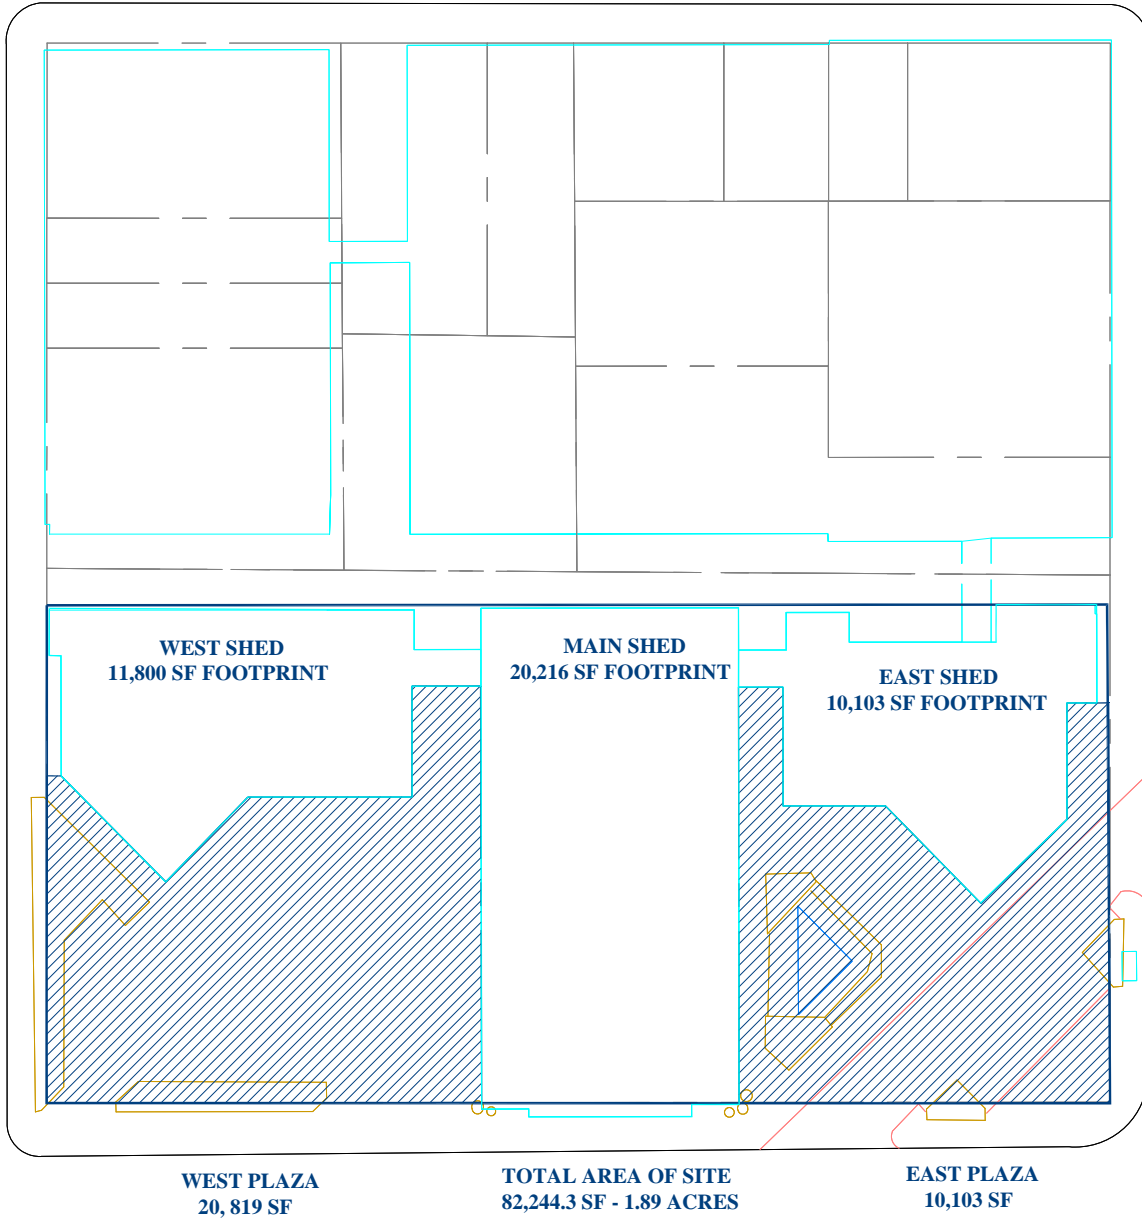 WEST SHED
11,800 SF FOOTPRINT
MAIN SHED
20,216 SF FOOTPRINT
EAST SHED
10,103 SF FOOTPRINT
WEST PLAZA
20, 819 SF
TOTAL AREA OF SITE
82,244.3 SF - 1.89 ACRES
EAST PLAZA
10,103 SF